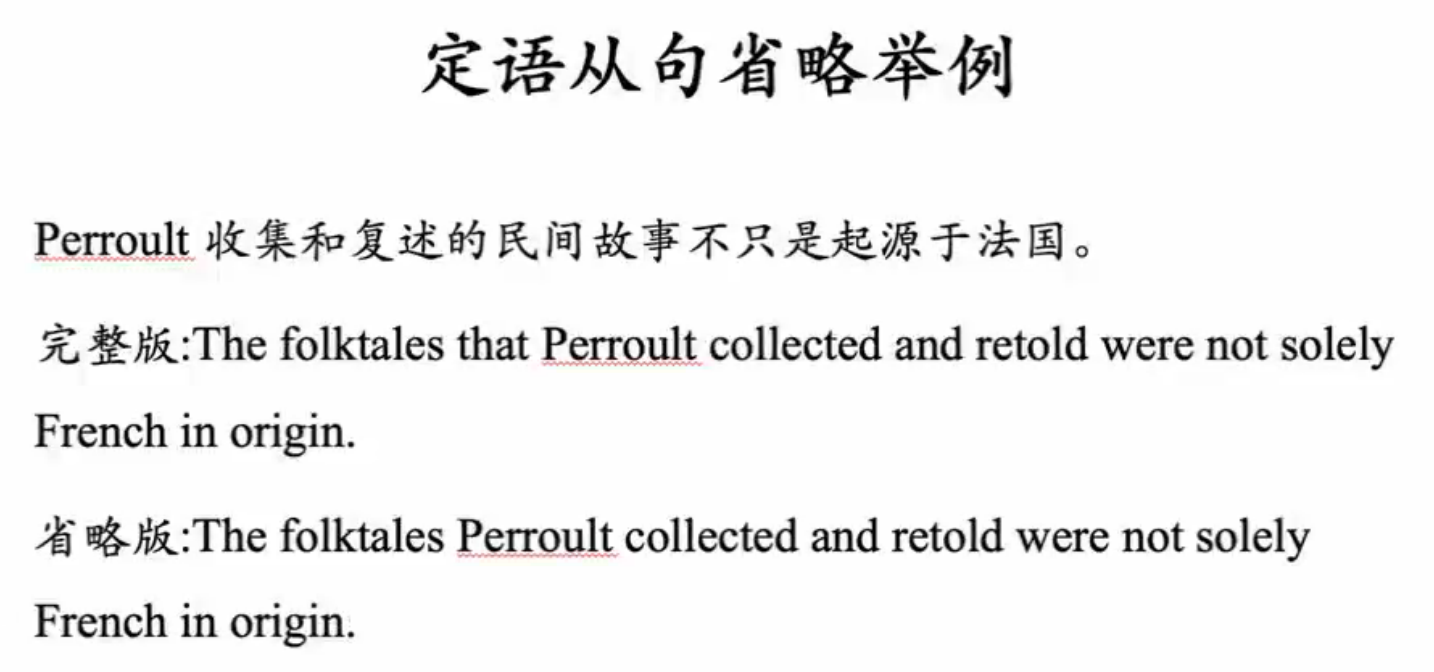 定语从句省略举例
Perroult 收集和复述的民间故事不只是起源于法国。
完整版:The folktales that Perroult collected and retold were not solely
French in origin.
省略版:The folktales Perroult collected and retold were not solely
French in origin.